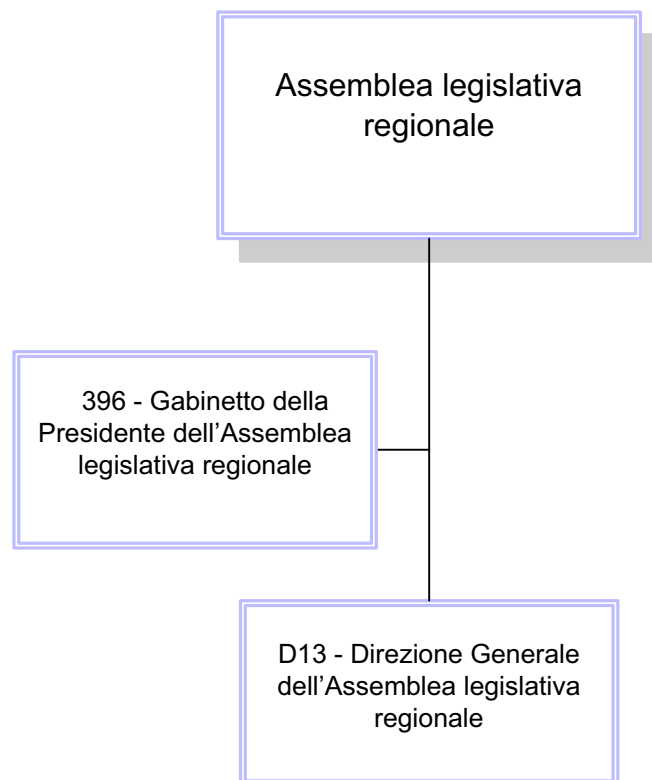 Assemblea legislativa
regionale
396 - Gabinetto della
Presidente dell’Assemblea
legislativa regionale
D13 - Direzione Generale
dell’Assemblea legislativa
regionale